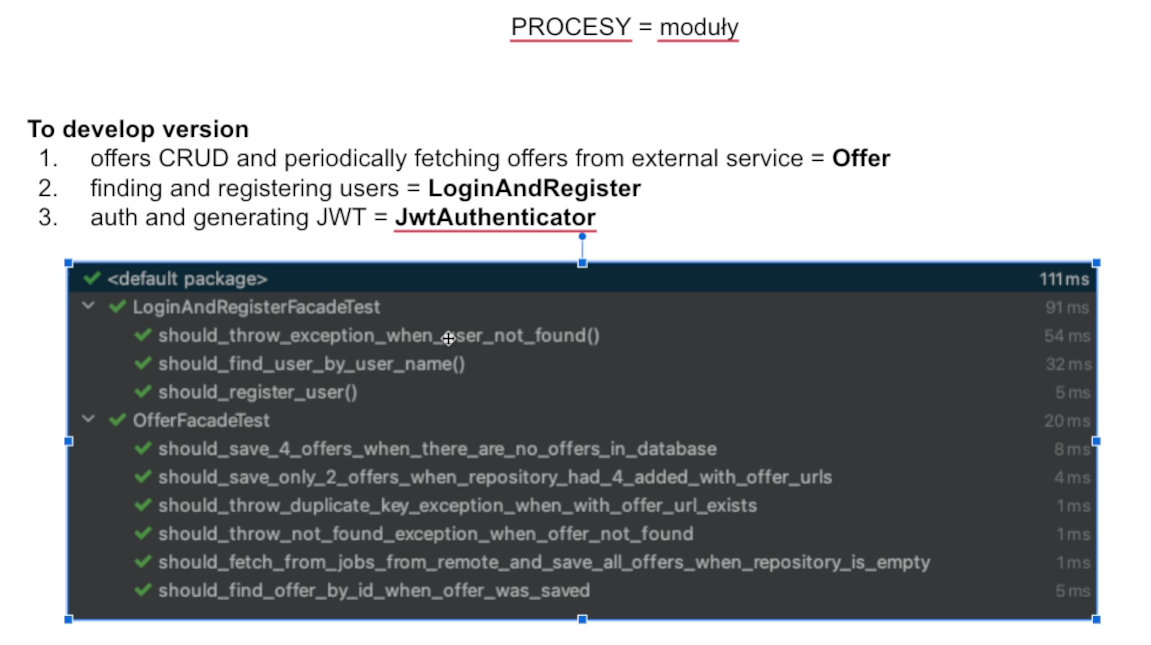 PROCESY = moduły
To develop version
1. offers CRUD and periodically fetching offers from external service = Offer
2. finding and registering users = LoginAndRegister
3. auth and generating JWT = JwtAuthenticator
<default package> 111 ms
LoginAndRegisterFacadeTest 91 ms
should_throw_exception_when_user_not_found() 54 ms
should_find_user_by_user_name() 32 ms
should_register_user() 5 ms
OfferFacadeTest 20 ms
should_save_4_offers_when_there_are_no_offers_in_database 8 ms
should_save_only_2_offers_when_repository_had_4_added_with_offer_urls 4 ms
should_throw_duplicate_key_exception_when_with_offer_url_exists 1 ms
should_throw_not_found_exception_when_offer_not_found 1 ms
should_fetch_from_jobs_from_remote_and_save_all_offers_when_repository_is_empty 1 ms
should_find_offer_by_id_when_offer_was_saved 5 ms